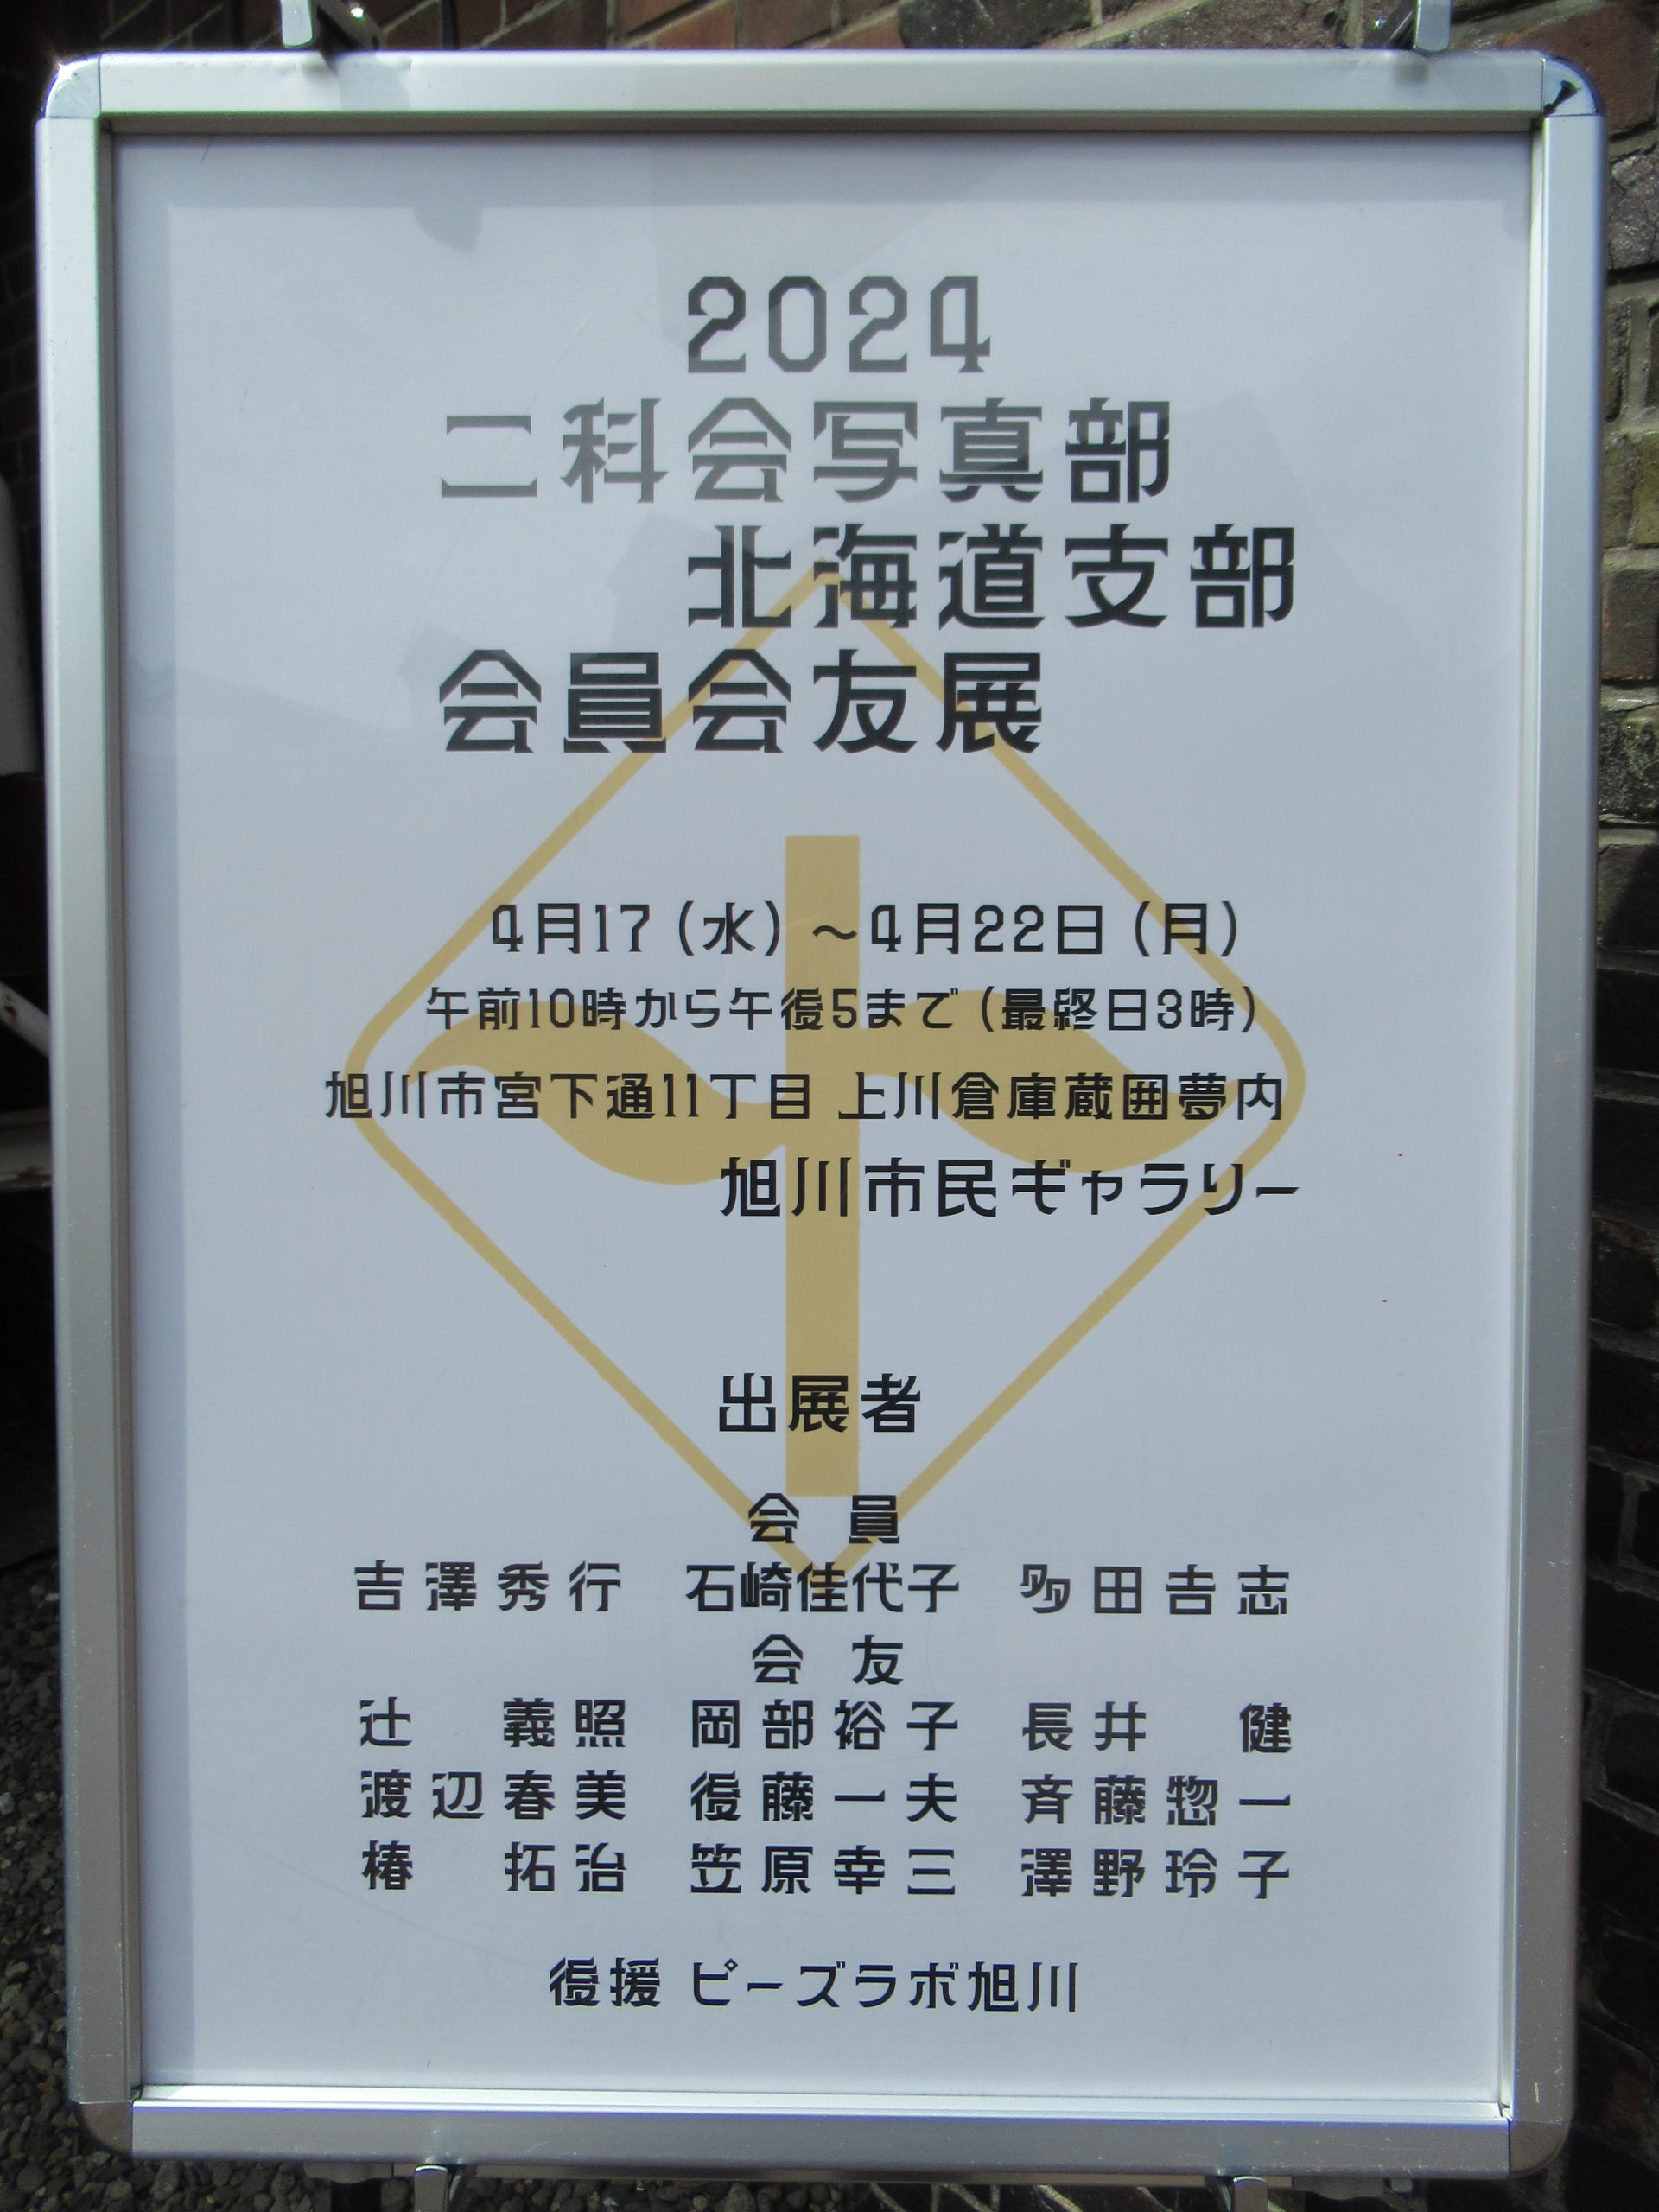 2024
二科会写真部
北海道支部
会員会友展
4月17（水）～4月22日（月）
午前10時から午後5まで（最終日3時）
旭川市宮下通11丁目 上川倉庫蔵囲夢内
旭川市民ギャラリー
出展者
会 員
吉澤秀行 石崎佳代子 多田吉志
会 友
辻 義照 岡部裕子 長井 健
渡辺春美 後藤一夫 斉藤惣一
椿 拓治 笠原幸三 澤野玲子
後援 ピーズラボ旭川